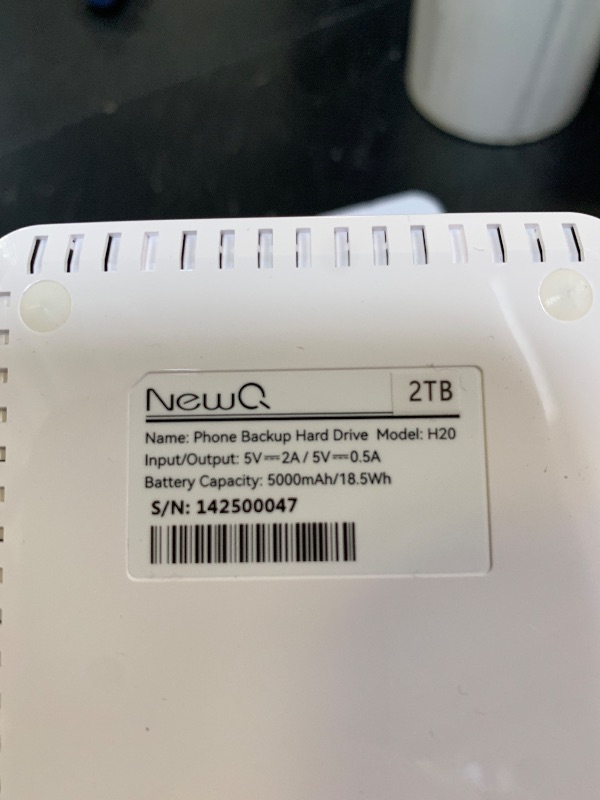 NewQ 2TB
Name: Phone Backup Hard Drive Model: H20
Input/Output: 5V⎓2A / 5V⎓0.5A
Battery Capacity: 5000mAh/18.5Wh
S/N: 142500047